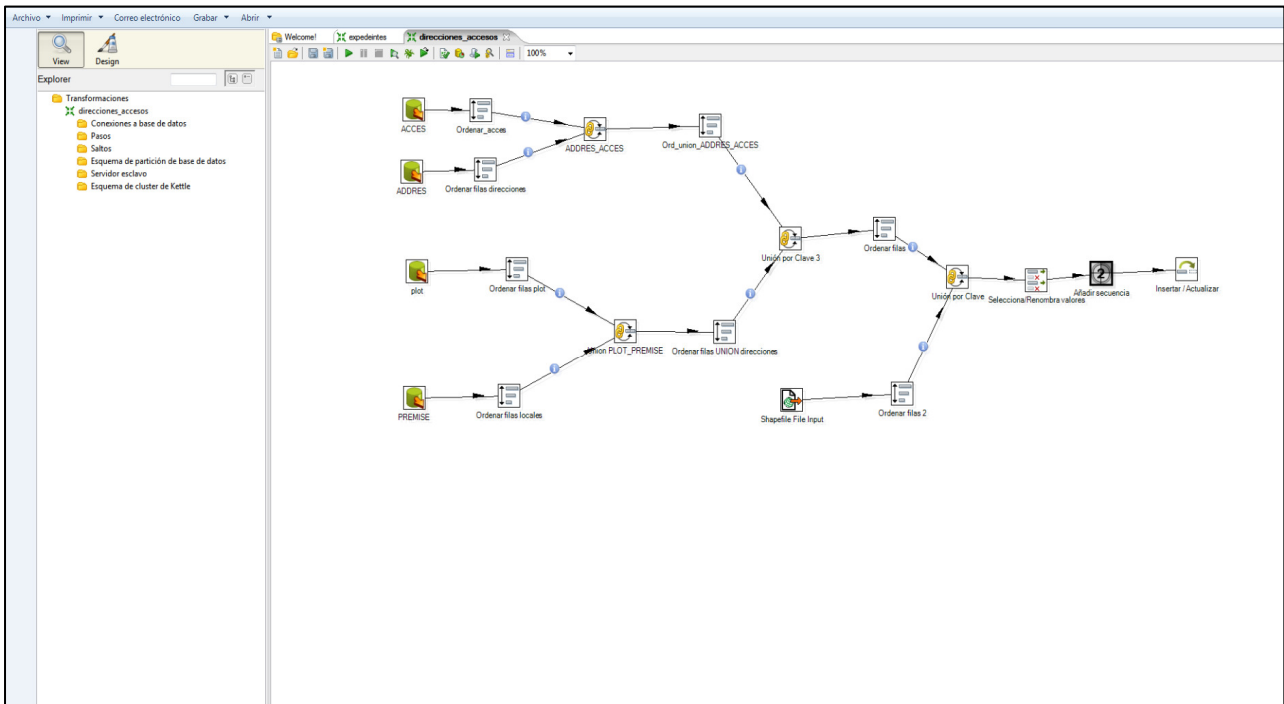 Archivo Imprimir Correo electrónico Grabar Abrir
View Design
Explorer
Transformaciones
direcciones_accesos
Conexiones a base de datos
Pasos
Saltos
Esquema de partición de base de datos
Servidor esclavo
Esquema de cluster de Kettle
Welcome! expedeintes direcciones_accesos
100%
ACCES
Ordenar_acces
ADDRES_ACCES
Ord_union_ADDRES_ACCES
ADDRES
Ordenar filas direcciones
Unión por Clave 3
Ordenar filas
plot
Ordenar filas plot
Unión por Clave
Selecciona/Renombra valores
Añadir secuencia
2
Insertar / Actualizar
Union PLOT_PREMISE
Ordenar filas UNION direcciones
PREMISE
Ordenar filas locales
Shapefile File Input
Ordenar filas 2